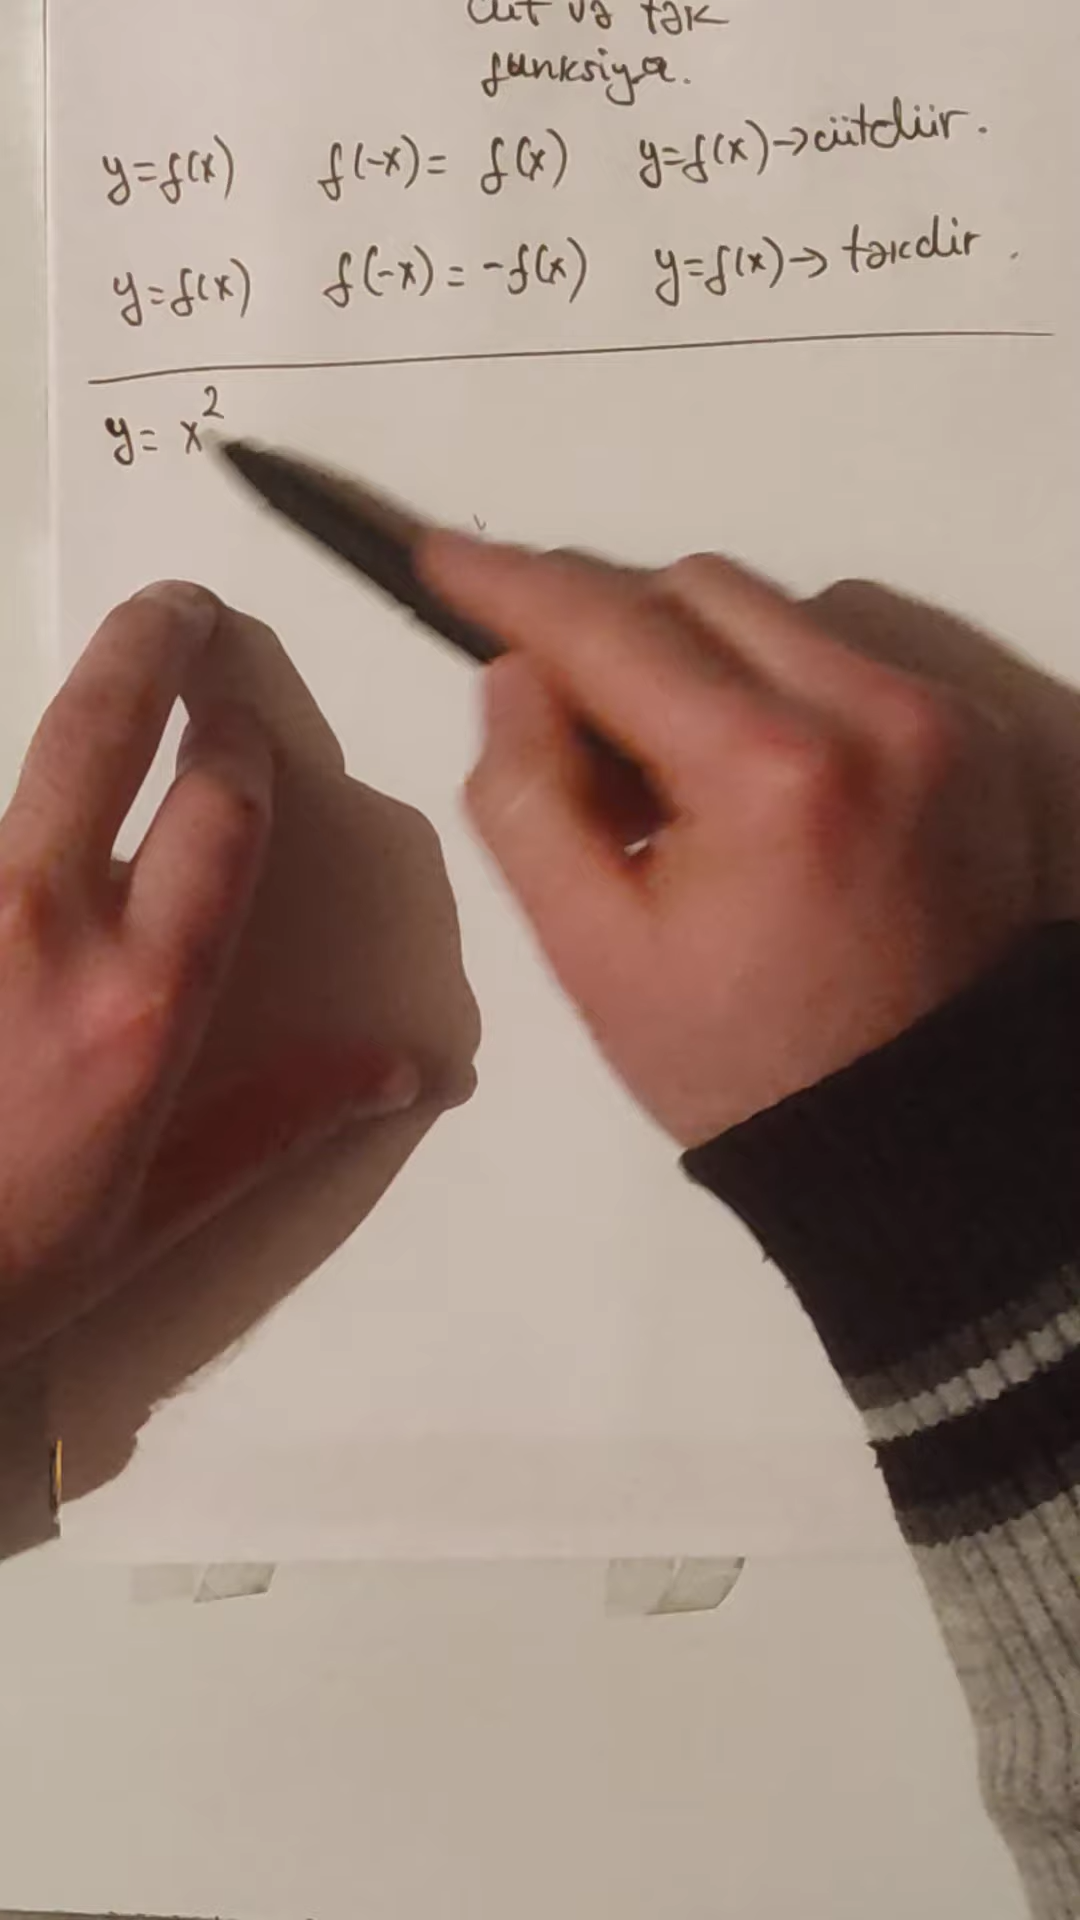 Cüt və tək
funksiya.
y=f(x) f(-x)= f(x) y=f(x)→cütdür.
y=f(x) f(-x)= -f(x) y=f(x)→ təkdir.
y= x²